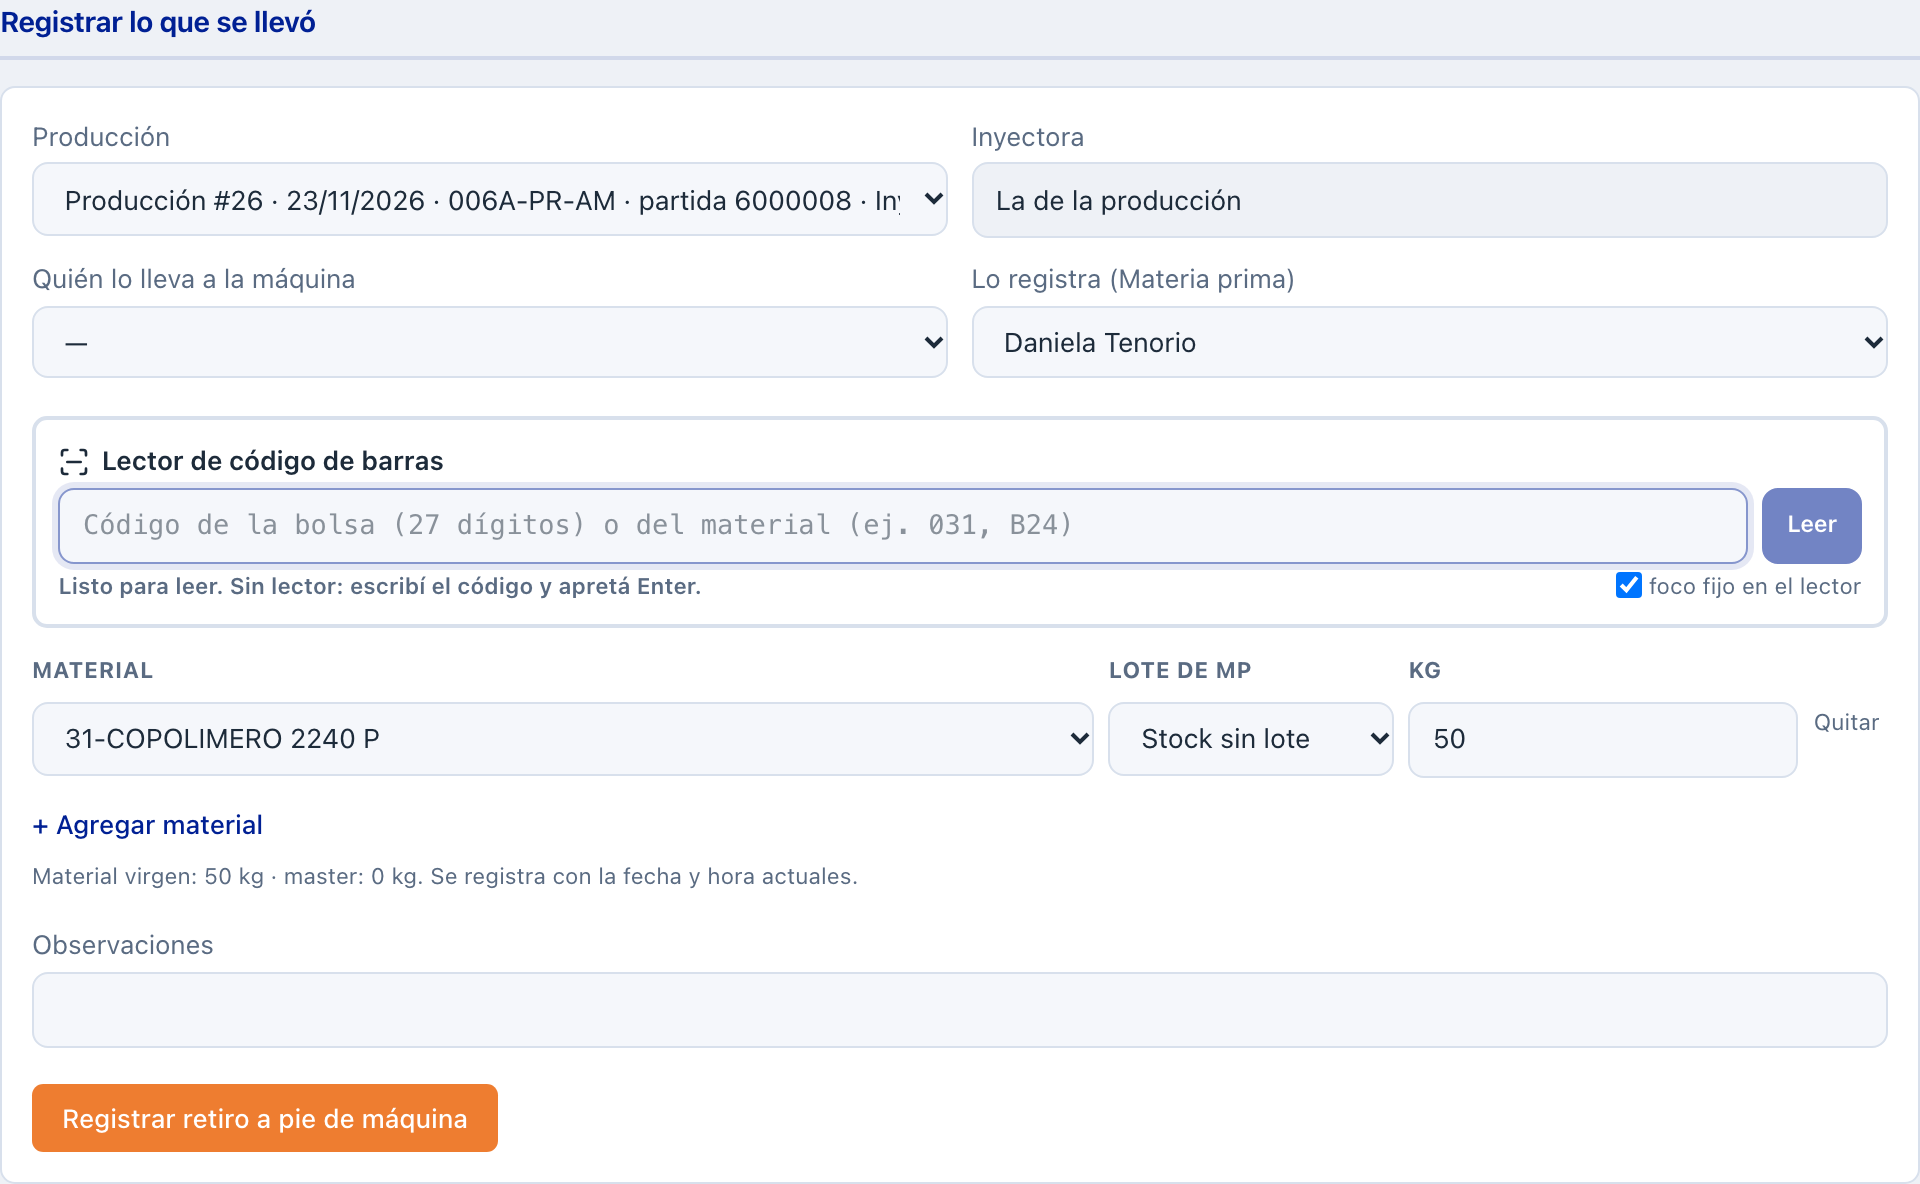 Registrar lo que se llevó
Producción
Inyectora
Producción #26 · 23/11/2026 · 006A-PR-AM · partida 6000008 ·
La de la producción
Quién lo lleva a la máquina
Lo registra (Materia prima)
—
Daniela Tenorio
Lector de código de barras
Código de la bolsa (27 dígitos) o del material (ej. 031, B24)
Leer
Listo para leer. Sin lector: escribí el código y apretá Enter.
foco fijo en el lector
MATERIAL
LOTE DE MP
KG
31-COPOLIMERO 2240 P
Stock sin lote
50
Quitar
+ Agregar material
Material virgen: 50 kg · master: 0 kg. Se registra con la fecha y hora actuales.
Observaciones
Registrar retiro a pie de máquina